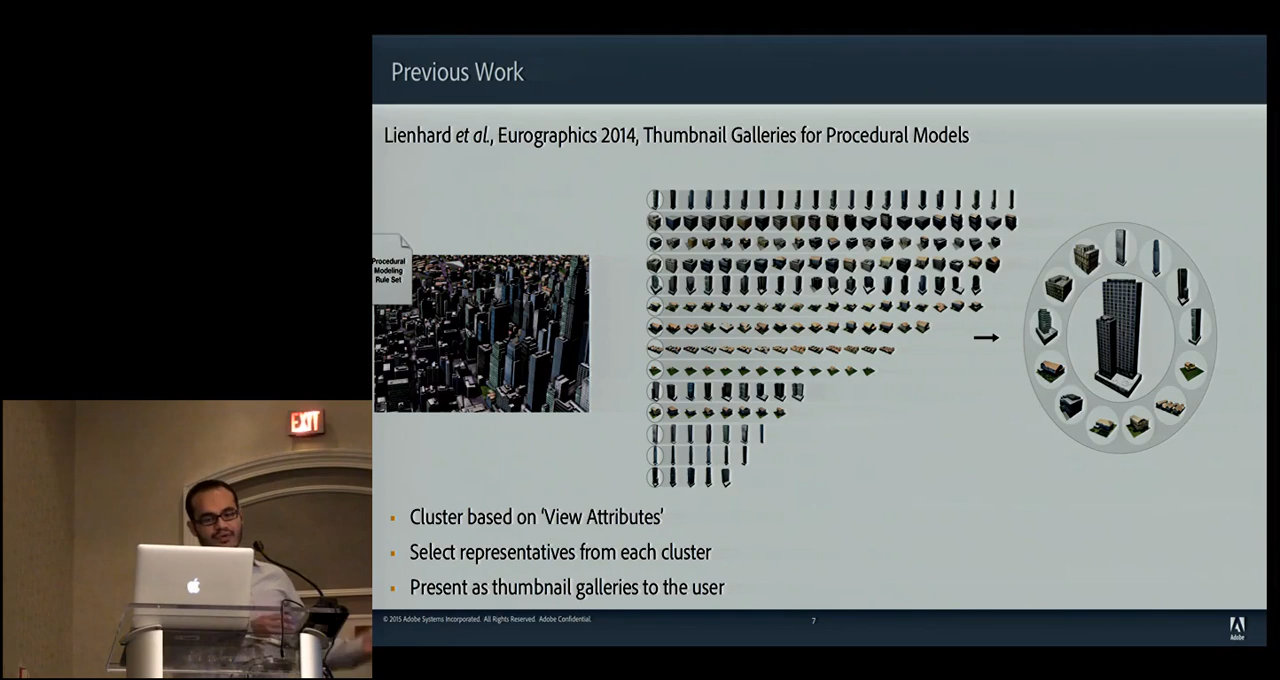 Previous Work
Lienhard et al., Eurographics 2014, Thumbnail Galleries for Procedural Models
Procedural
Modeling
Rule Set
EXIT
▪ Cluster based on ‘View Attributes’
▪ Select representatives from each cluster
▪ Present as thumbnail galleries to the user
© 2015 Adobe Systems Incorporated. All Rights Reserved. Adobe Confidential.
7
Adobe